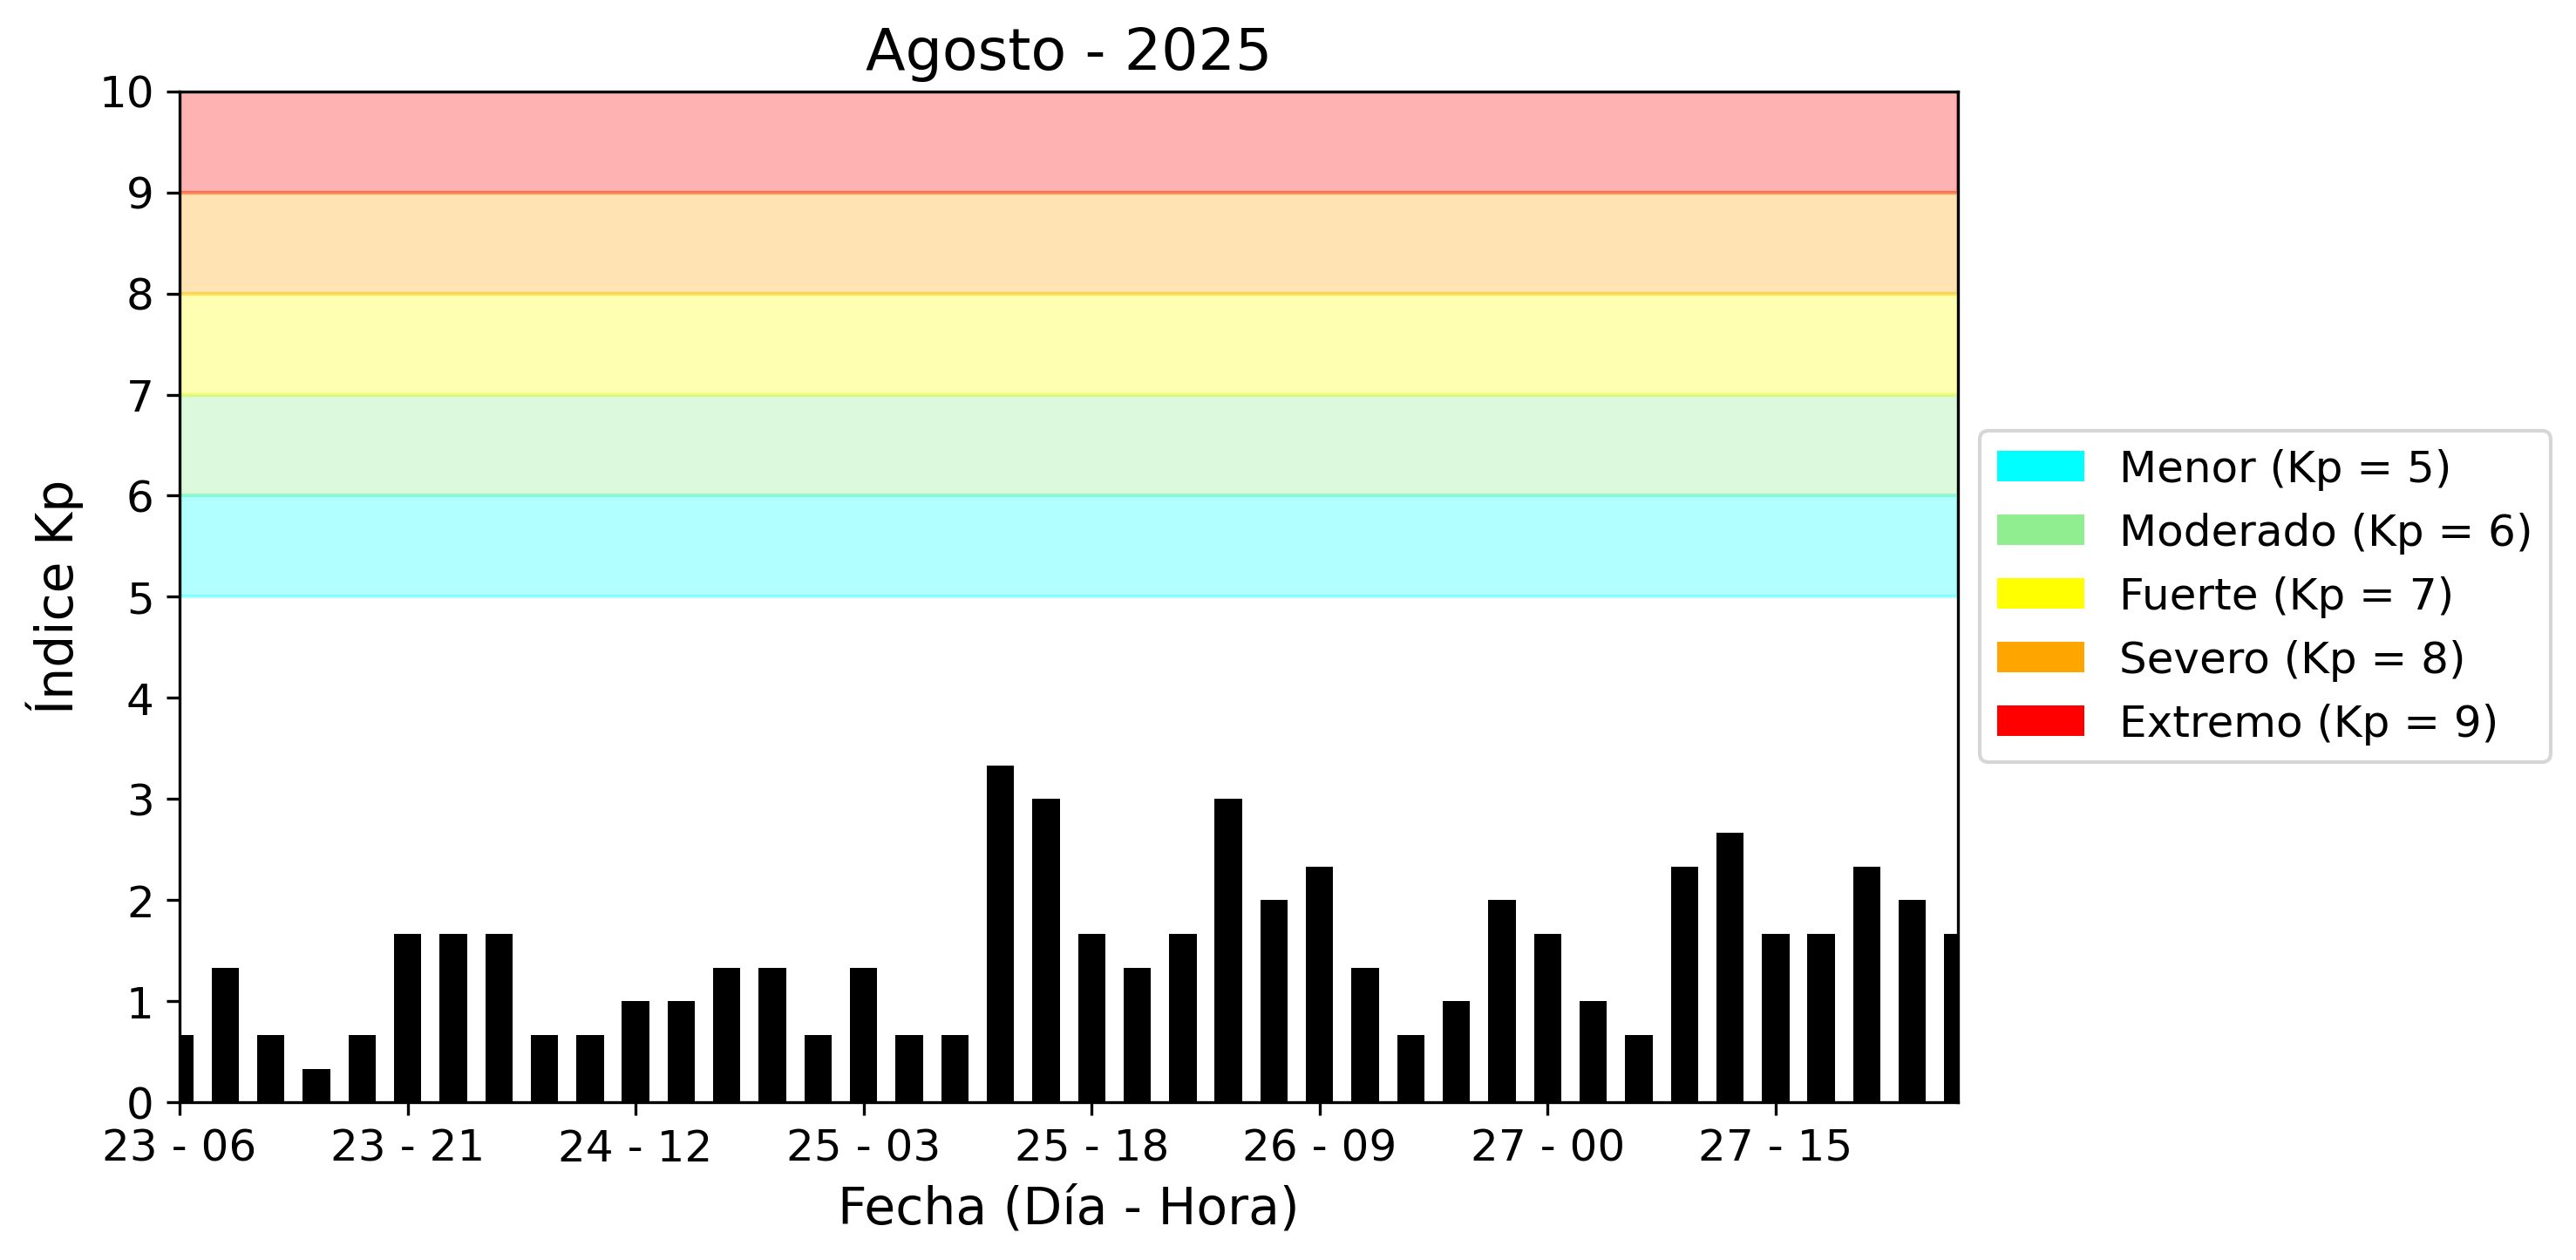 Agosto - 2025
10
9
8
7
6
5
4
3
2
1
0
Índice Kp
23 - 06
23 - 21
24 - 12
25 - 03
25 - 18
26 - 09
27 - 00
27 - 15
Fecha (Día - Hora)
Menor (Kp = 5)
Moderado (Kp = 6)
Fuerte (Kp = 7)
Severo (Kp = 8)
Extremo (Kp = 9)